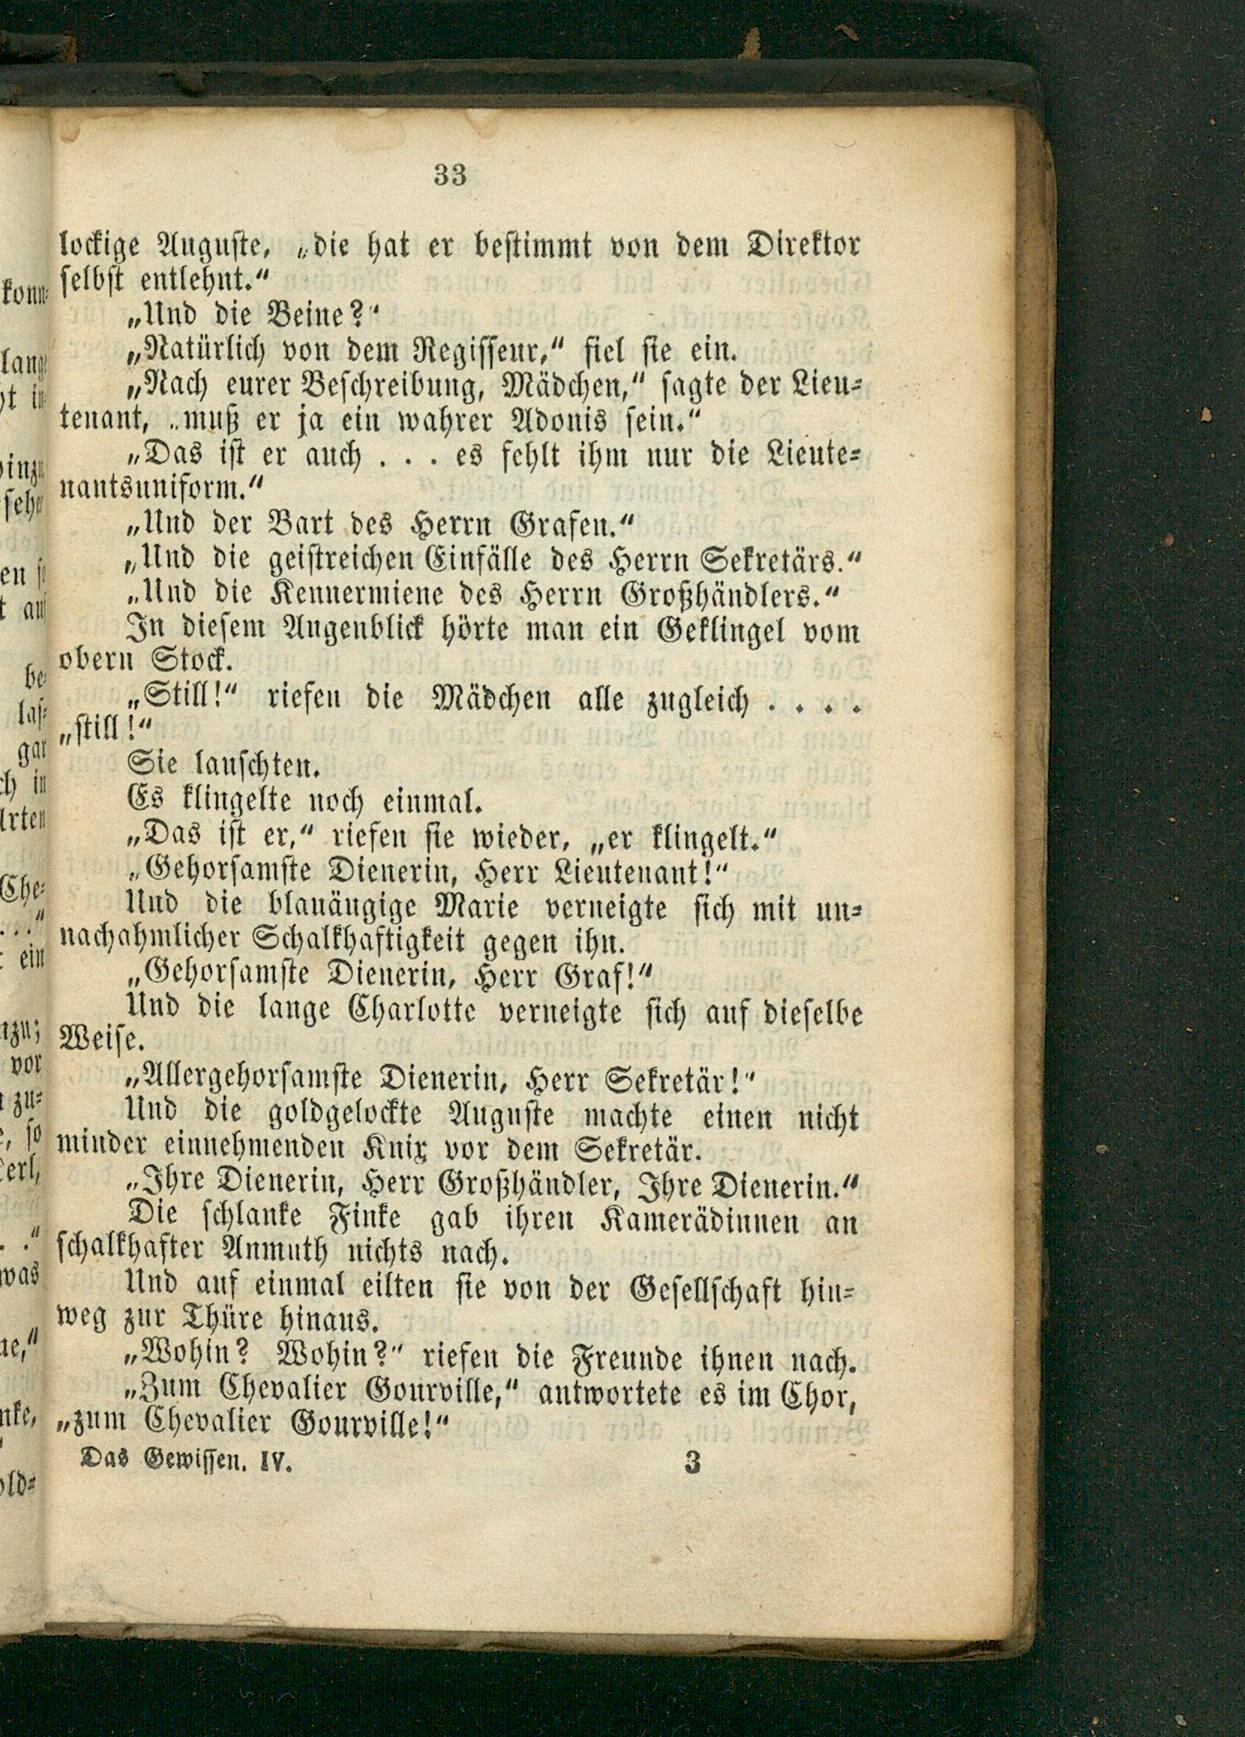 33
lockige Auguste, „die hat er bestimmt von dem Direktor
selbst entlehnt.“
„Und die Beine?“
„Natürlich von dem Regisseur,“ fiel sie ein.
„Nach eurer Beschreibung, Mädchen,“ sagte der Lieu-
tenant, „muß er ja ein wahrer Adonis sein.“
„Das ist er auch . . . es fehlt ihm nur die Lieute-
nantsuniform.“
„Und der Bart des Herrn Grafen.“
„Und die geistreichen Einfälle des Herrn Sekretärs.“
„Und die Kennermiene des Herrn Großhändlers.“
In diesem Augenblick hörte man ein Geklingel vom
obern Stock.
„Still!“ riefen die Mädchen alle zugleich . . . .
„still!“
Sie lauschten.
Es klingelte noch einmal.
„Das ist er,“ riefen sie wieder, „er klingelt.“
„Gehorsamste Dienerin, Herr Lieutenant!“
Und die blauäugige Marie verneigte sich mit un-
nachahmlicher Schalkhaftigkeit gegen ihn.
„Gehorsamste Dienerin, Herr Graf!“
Und die lange Charlotte verneigte sich auf dieselbe
Weise.
„Allergehorsamste Dienerin, Herr Sekretär!“
Und die goldgelockte Auguste machte einen nicht
minder einnehmenden Knix vor dem Sekretär.
„Ihre Dienerin, Herr Großhändler, Ihre Dienerin.“
Die schlanke Finke gab ihren Kamerädinnen an
schalkhafter Anmuth nichts nach.
Und auf einmal eilten sie von der Gesellschaft hin-
weg zur Thüre hinaus.
„Wohin? Wohin?“ riefen die Freunde ihnen nach.
„Zum Chevalier Gourville,“ antwortete es im Chor,
„zum Chevalier Gourville!“
Das Gewissen. IV. 3